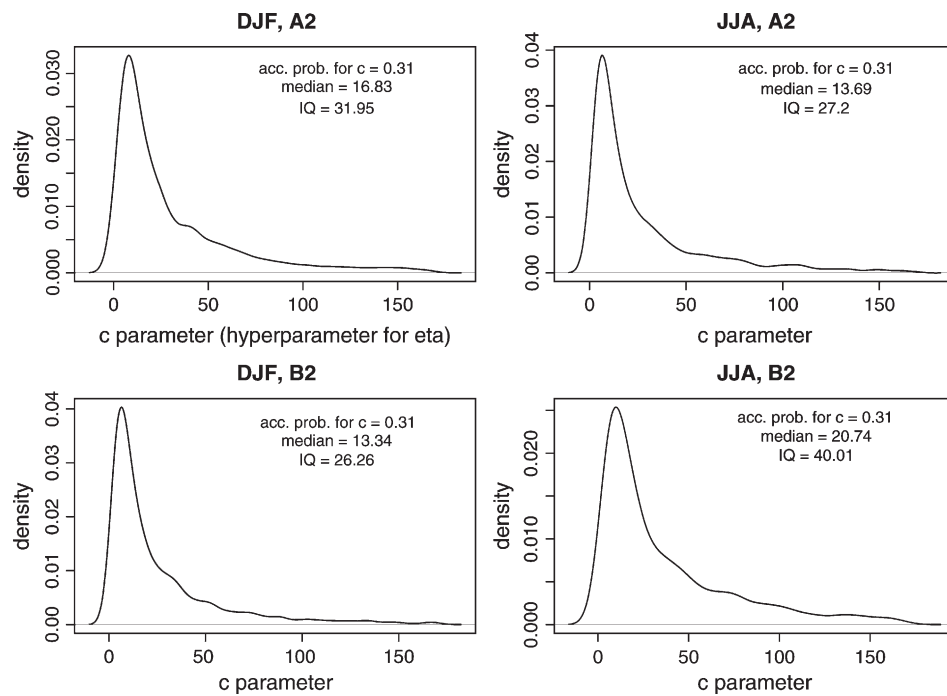 DJF, A2
acc. prob. for c = 0.31
median = 16.83
IQ = 31.95
density
0.000
0.010
0.020
0.030
0
50
100
150
c parameter (hyperparameter for eta)
JJA, A2
acc. prob. for c = 0.31
median = 13.69
IQ = 27.2
density
0.00
0.01
0.02
0.03
0.04
0
50
100
150
c parameter
DJF, B2
acc. prob. for c = 0.31
median = 13.34
IQ = 26.26
density
0.00
0.01
0.02
0.03
0.04
0
50
100
150
c parameter
JJA, B2
acc. prob. for c = 0.31
median = 20.74
IQ = 40.01
density
0.000
0.010
0.020
0
50
100
150
c parameter